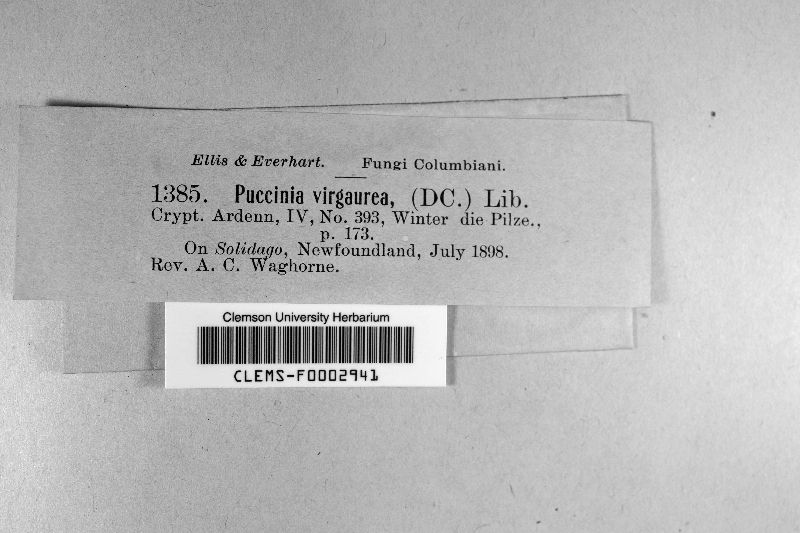 Ellis & Everhart. Fungi Columbiani.
1385. Puccinia virgaurea, (DC.) Lib.
Crypt. Ardenn, IV, No. 393, Winter die Pilze.,
p. 173.
On Solidago, Newfoundland, July 1898.
Rev. A. C. Waghorne.
Clemson University Herbarium
CLEMS-F0002941